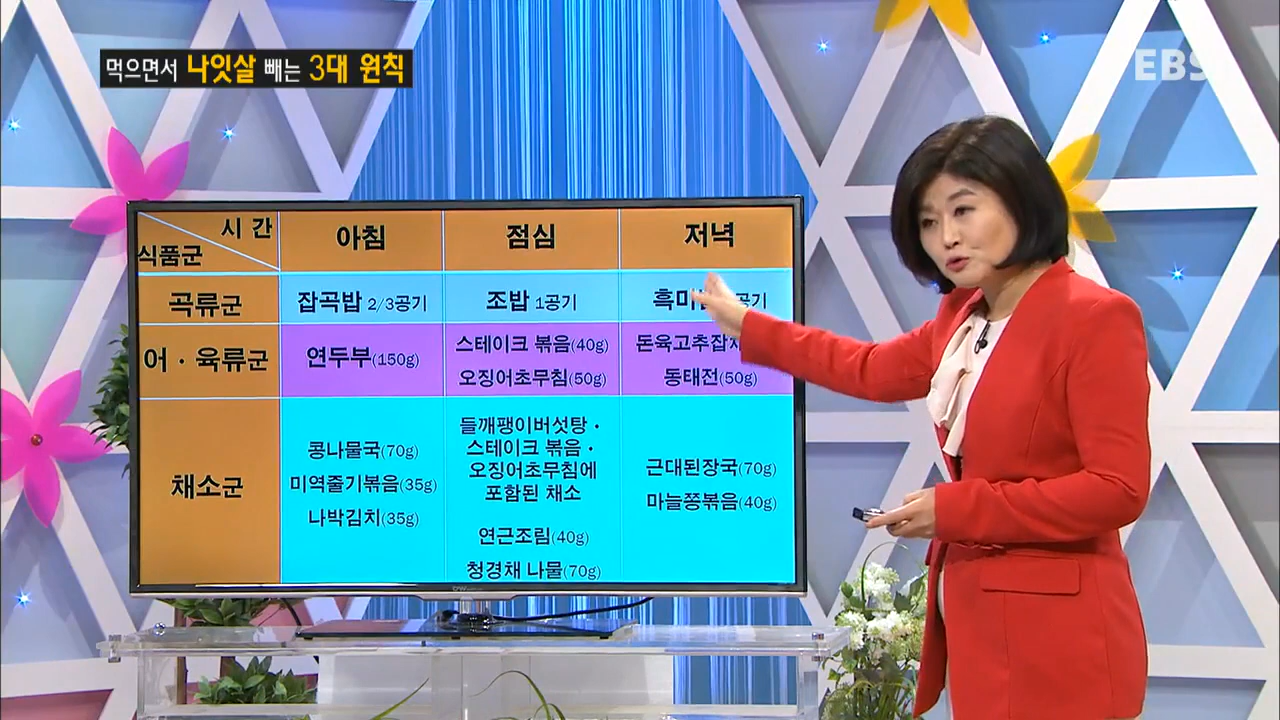 먹으면서 나잇살 빼는 3대 원칙
EBS
시 간
식품군
아침
점심
저녁
곡류군
잡곡밥 2/3공기
조밥 1공기
공기
어·육류군
연두부(150g)
스테이크 볶음(40g)
오징어초무침(50g)
돈육고추잡채
동태전(50g)
채소군
콩나물국(70g)
미역줄기볶음(35g)
나박김치(35g)
들깨팽이버섯탕·
스테이크 볶음·
오징어초무침에
포함된 채소
연근조림(40g)
청경채 나물(70g)
근대된장국(70g)
마늘쫑볶음(40g)